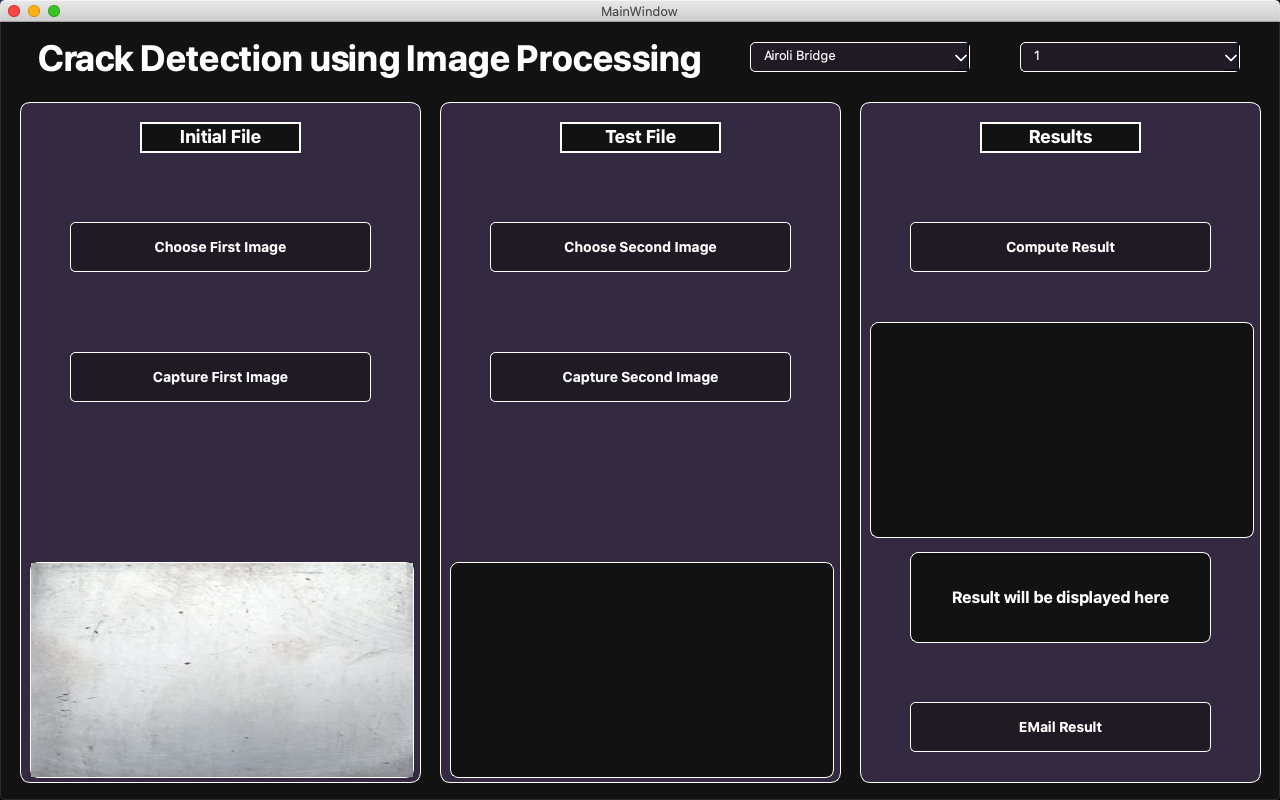 MainWindow
Crack Detection using Image Processing
Airoli Bridge
1
Initial File
Test File
Results
Choose First Image
Choose Second Image
Compute Result
Capture First Image
Capture Second Image
Result will be displayed here
EMail Result